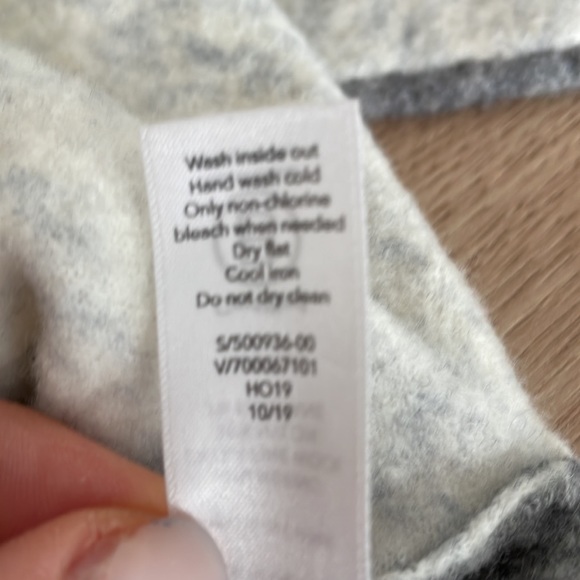 Wash inside out
Hand wash cold
Only non-chlorine
bleach when needed
Dry flat
Cool iron
Do not dry clean
S/500936-00
V/700067101
HO19
10/19